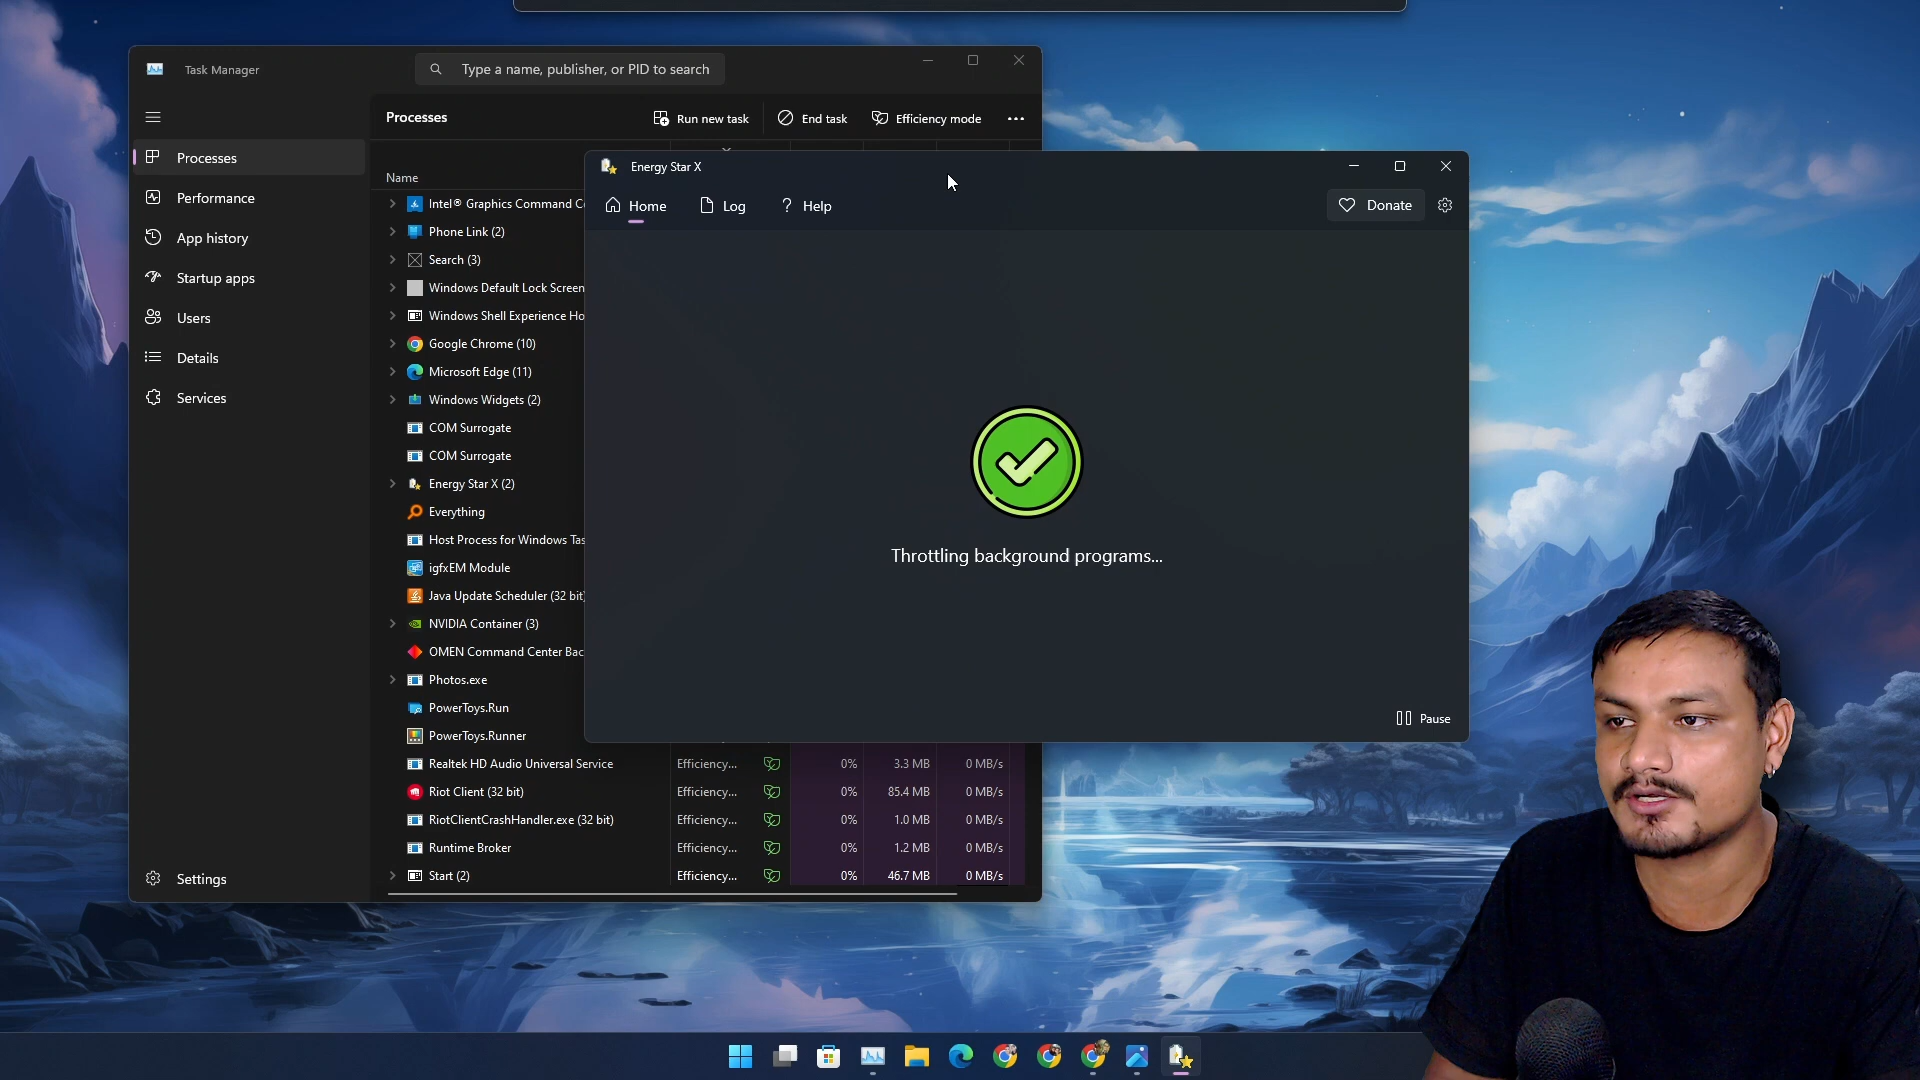 Task Manager
Type a name, publisher, or PID to search
Processes
Run new task
End task
Efficiency mode
Processes
Performance
App history
Startup apps
Users
Details
Services
Settings
Name
Intel® Graphics Command C
Phone Link (2)
Search (3)
Windows Default Lock Screen
Windows Shell Experience Ho
Google Chrome (10)
Microsoft Edge (11)
Windows Widgets (2)
COM Surrogate
COM Surrogate
Energy Star X (2)
Everything
Host Process for Windows Tas
igfxEM Module
Java Update Scheduler (32 bit)
NVIDIA Container (3)
OMEN Command Center Bac
Photos.exe
PowerToys.Run
PowerToys.Runner
Realtek HD Audio Universal Service Efficiency... 0% 3.3 MB 0 MB/s
Riot Client (32 bit) Efficiency... 0% 85.4 MB 0 MB/s
RiotClientCrashHandler.exe (32 bit) Efficiency... 0% 1.0 MB 0 MB/s
Runtime Broker Efficiency... 0% 1.2 MB 0 MB/s
Start (2) Efficiency... 0% 46.7 MB 0 MB/s
Energy Star X
Home
Log
Help
Donate
Throttling background programs...
Pause